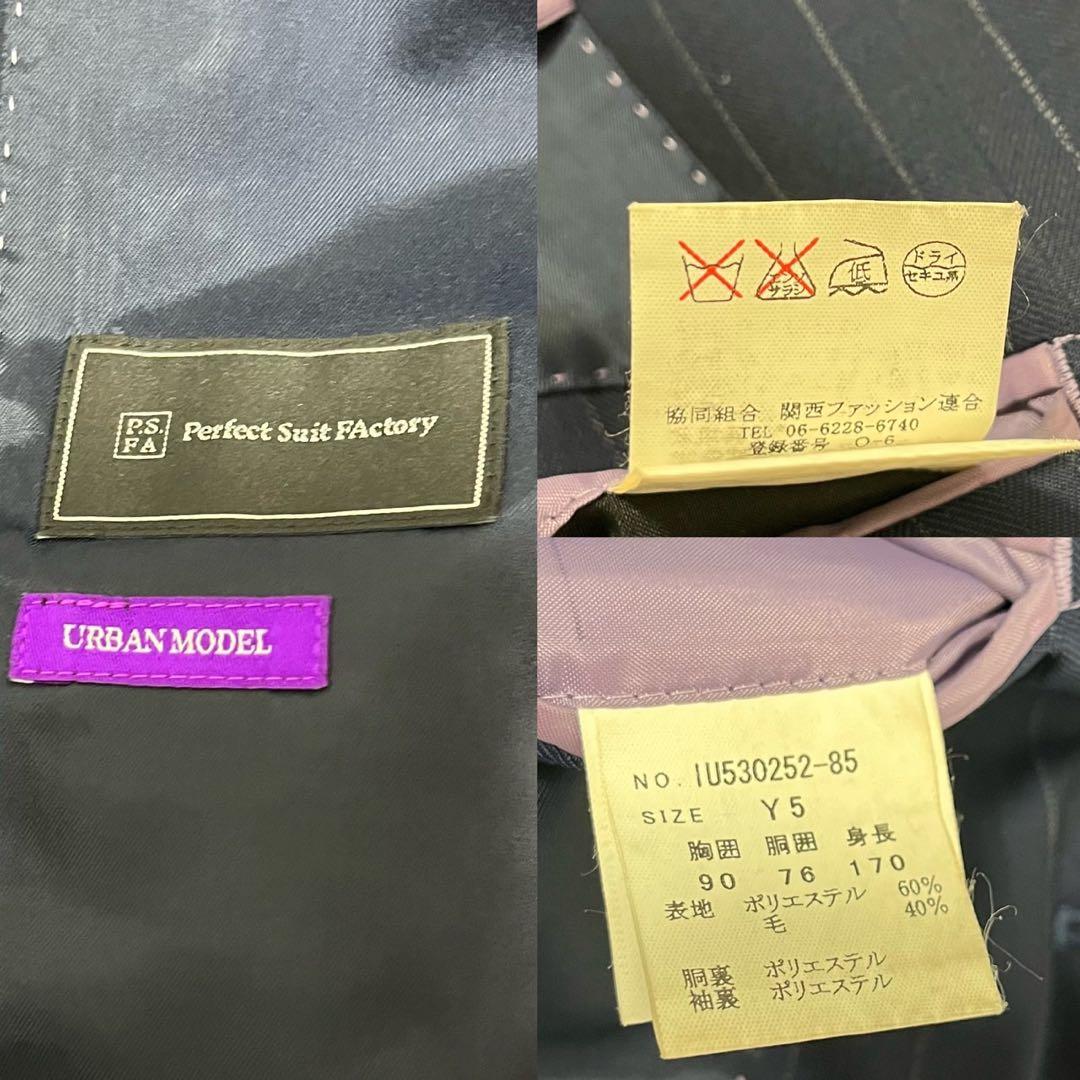 P.S.
FA
Perfect Suit FActory
URBAN MODEL
サラシ
低
ドライ
セキユ系
協同組合 関西ファッション連合
TEL 06-6228-6740
登録番号 O-6
NO. IU530252-85
SIZE Y5
胸囲 胴囲 身長
90 76 170
表地 ポリエステル 60%
毛 40%
胴裏 ポリエステル
袖裏 ポリエステル